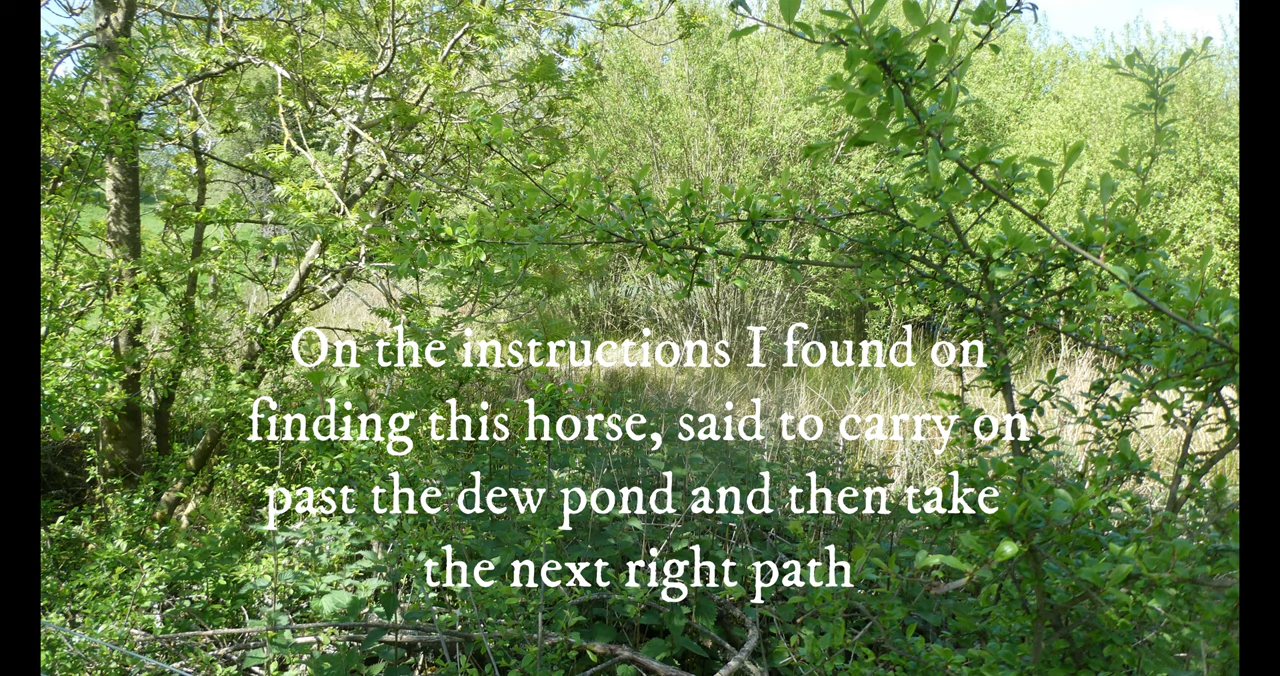 On the instructions I found on
finding this horse, said to carry on
past the dew pond and then take
the next right path